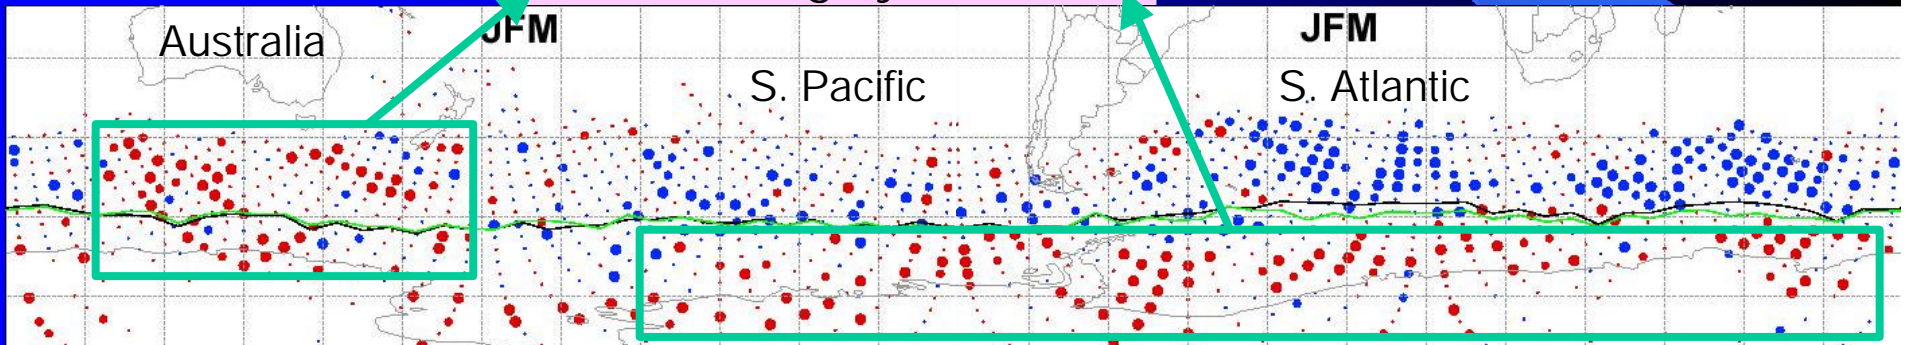 JFM
JFM
Australia
S. Pacific
S. Atlantic